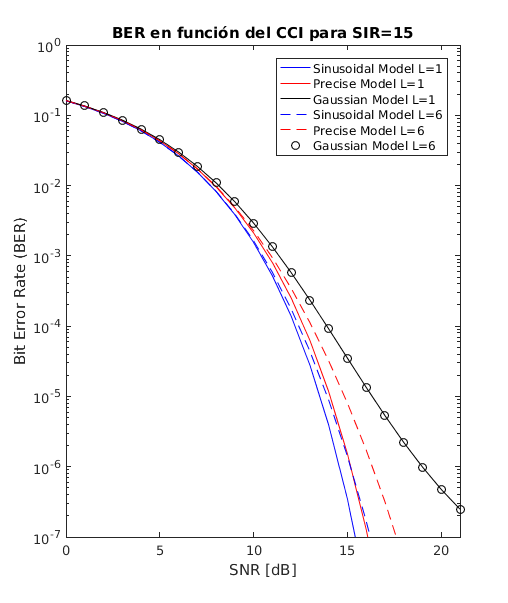 BER en función del CCI para SIR=15
Sinusoidal Model L=1
Precise Model L=1
Gaussian Model L=1
Sinusoidal Model L=6
Precise Model L=6
Gaussian Model L=6
10^0
10^-1
10^-2
10^-3
10^-4
10^-5
10^-6
10^-7
Bit Error Rate (BER)
0 5 10 15 20
SNR [dB]